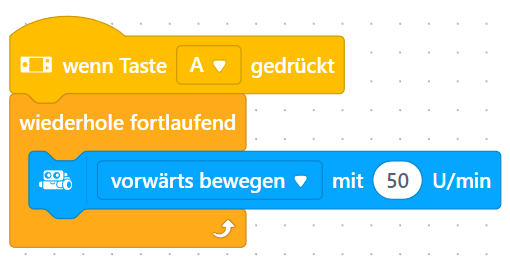 wenn Taste A gedrückt
wiederhole fortlaufend
vorwärts bewegen mit 50 U/min